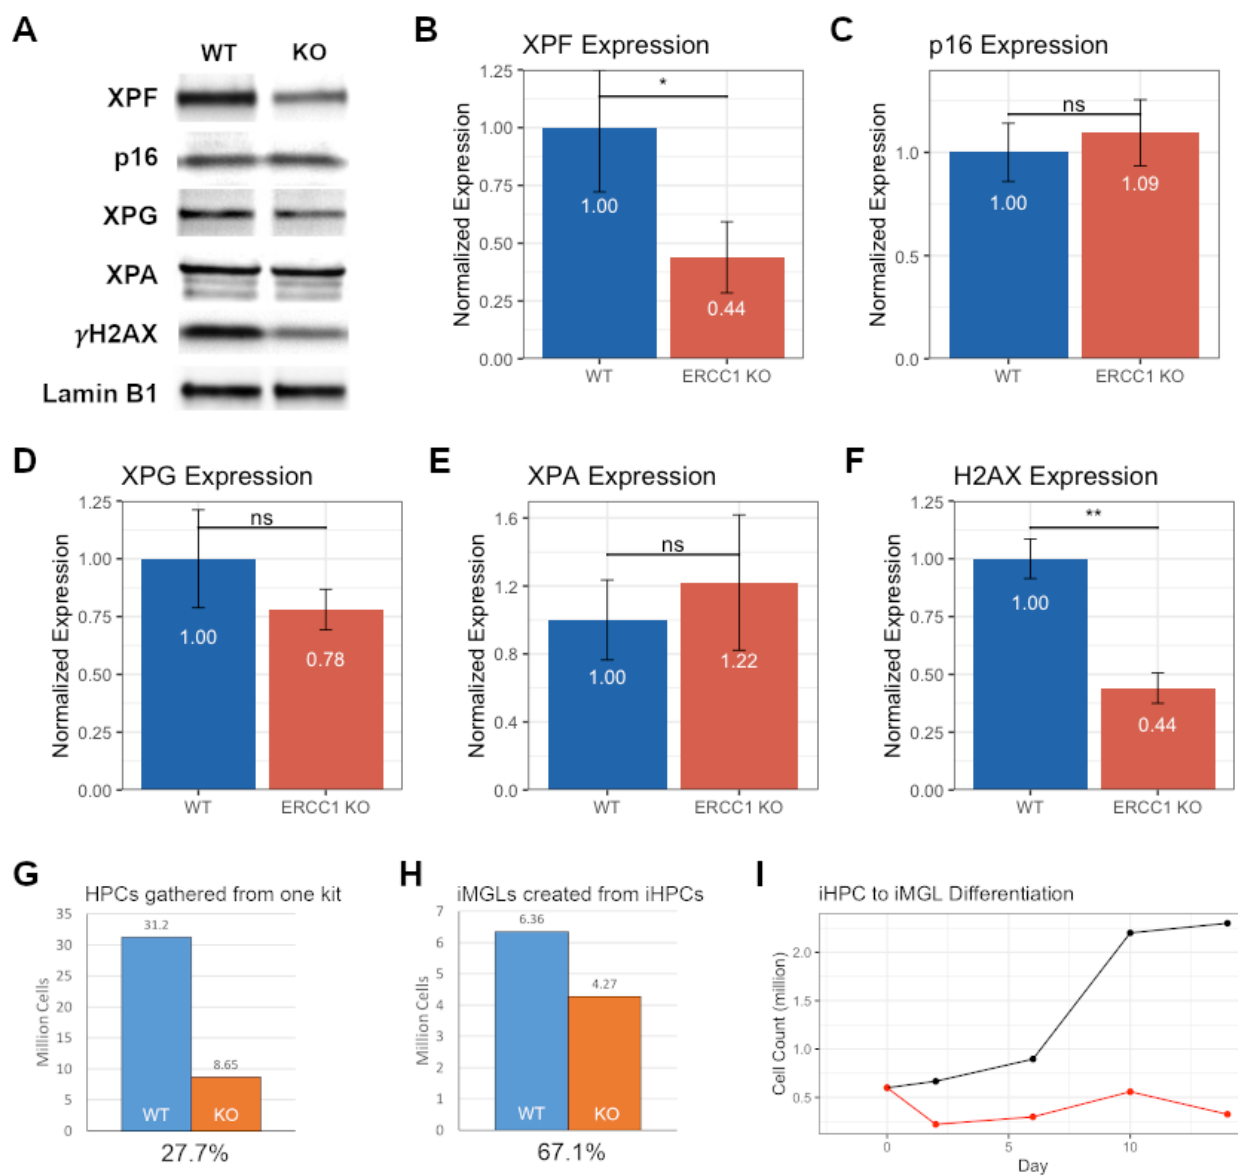 A
WT KO
XPF
p16
XPG
XPA
γH2AX
Lamin B1
B
XPF Expression
Normalized Expression
1.25
1.00
0.75
0.50
0.25
0.00
*
1.00
0.44
WT ERCC1 KO
C
p16 Expression
Normalized Expression
1.0
0.5
0.0
ns
1.00
1.09
WT ERCC1 KO
D
XPG Expression
Normalized Expression
1.25
1.00
0.75
0.50
0.25
0.00
ns
1.00
0.78
WT ERCC1 KO
E
XPA Expression
Normalized Expression
1.6
1.2
0.8
0.4
0.0
ns
1.00
1.22
WT ERCC1 KO
F
H2AX Expression
Normalized Expression
1.25
1.00
0.75
0.50
0.25
0.00
**
1.00
0.44
WT ERCC1 KO
G
HPCs gathered from one kit
Million Cells
35
30
25
20
15
10
5
0
31.2
8.65
WT KO
27.7%
H
iMGLs created from iHPCs
Million Cells
7
6
5
4
3
2
1
0
6.36
4.27
WT KO
67.1%
I
iHPC to iMGL Differentiation
Cell Count (million)
2.0
1.5
1.0
0.5
0 5 10
Day